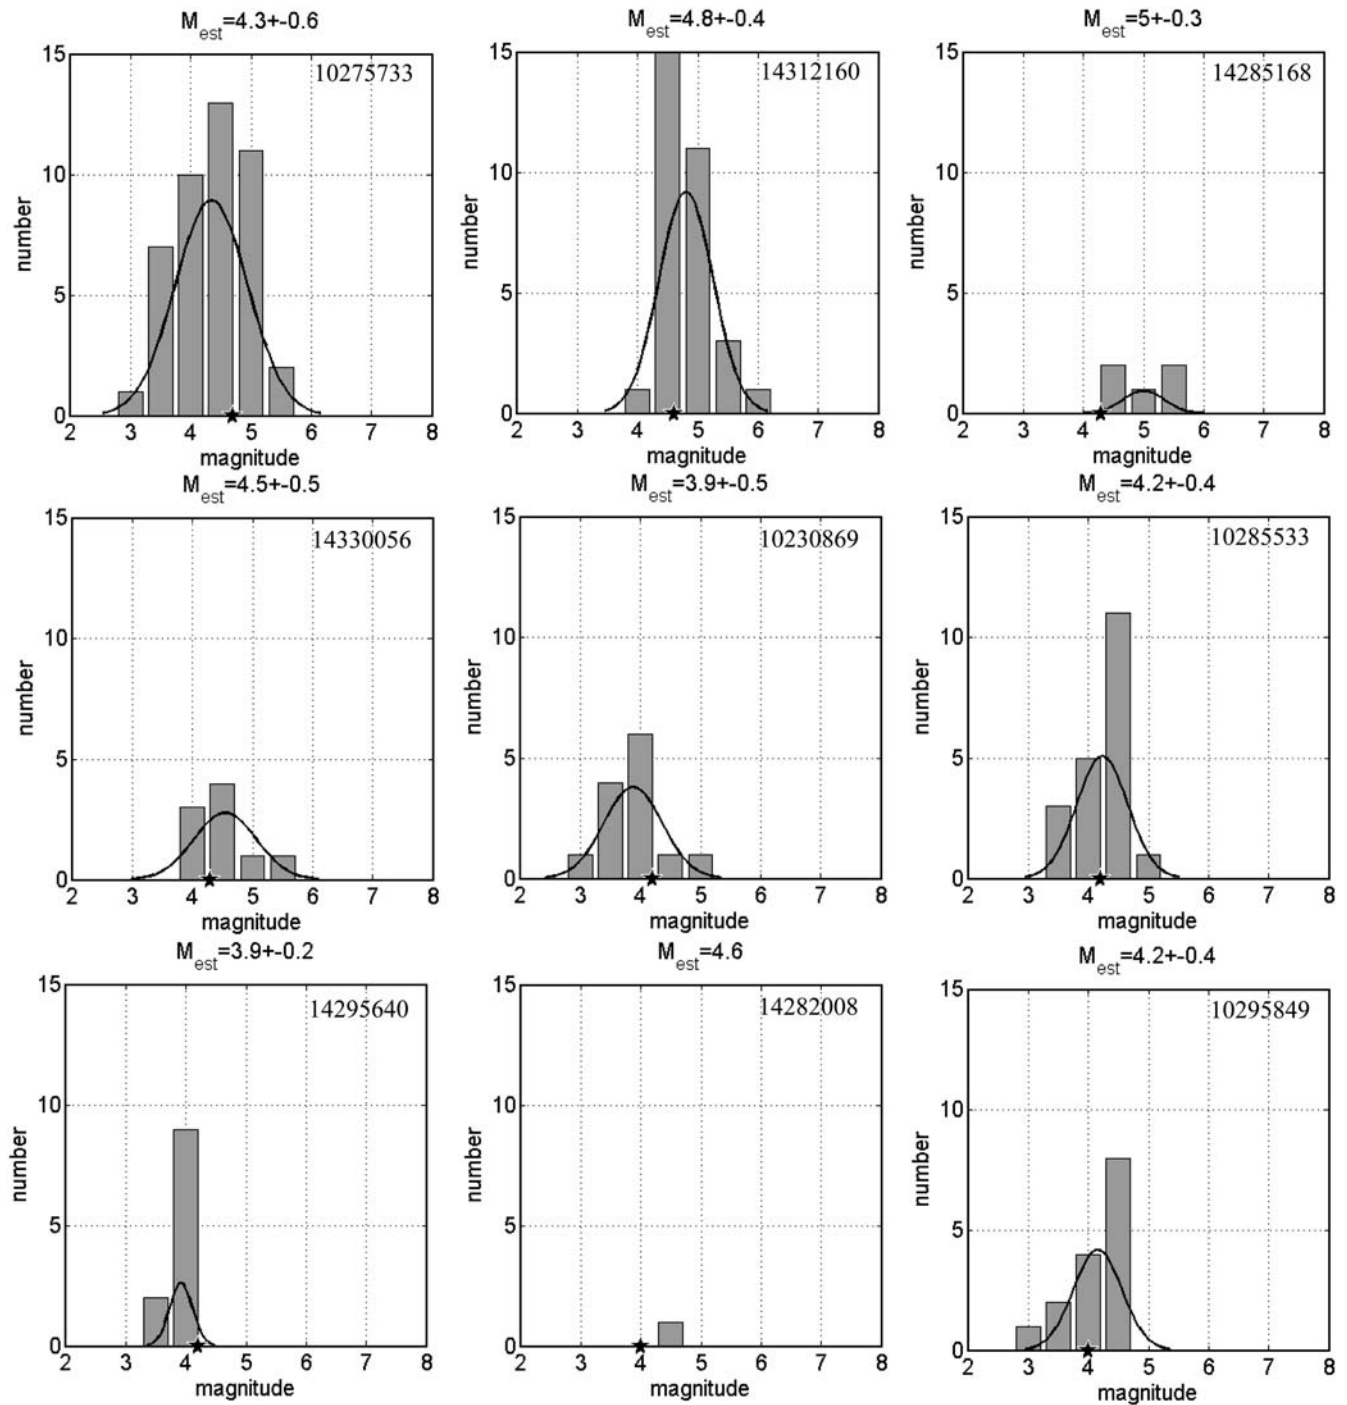 M_est=4.3+-0.6
15
10275733
10
5
0
number
2 3 4 5 6 7 8
magnitude
M_est=4.8+-0.4
15
14312160
10
5
0
number
2 3 4 5 6 7 8
magnitude
M_est=5+-0.3
15
14285168
10
5
0
number
2 3 4 5 6 7 8
magnitude
M_est=4.5+-0.5
15
14330056
10
5
0
number
2 3 4 5 6 7 8
magnitude
M_est=3.9+-0.5
15
10230869
10
5
0
number
2 3 4 5 6 7 8
magnitude
M_est=4.2+-0.4
15
10285533
10
5
0
number
2 3 4 5 6 7 8
magnitude
M_est=3.9+-0.2
15
14295640
10
5
0
number
2 3 4 5 6 7 8
magnitude
M_est=4.6
15
14282008
10
5
0
number
2 3 4 5 6 7 8
magnitude
M_est=4.2+-0.4
15
10295849
10
5
0
number
2 3 4 5 6 7 8
magnitude